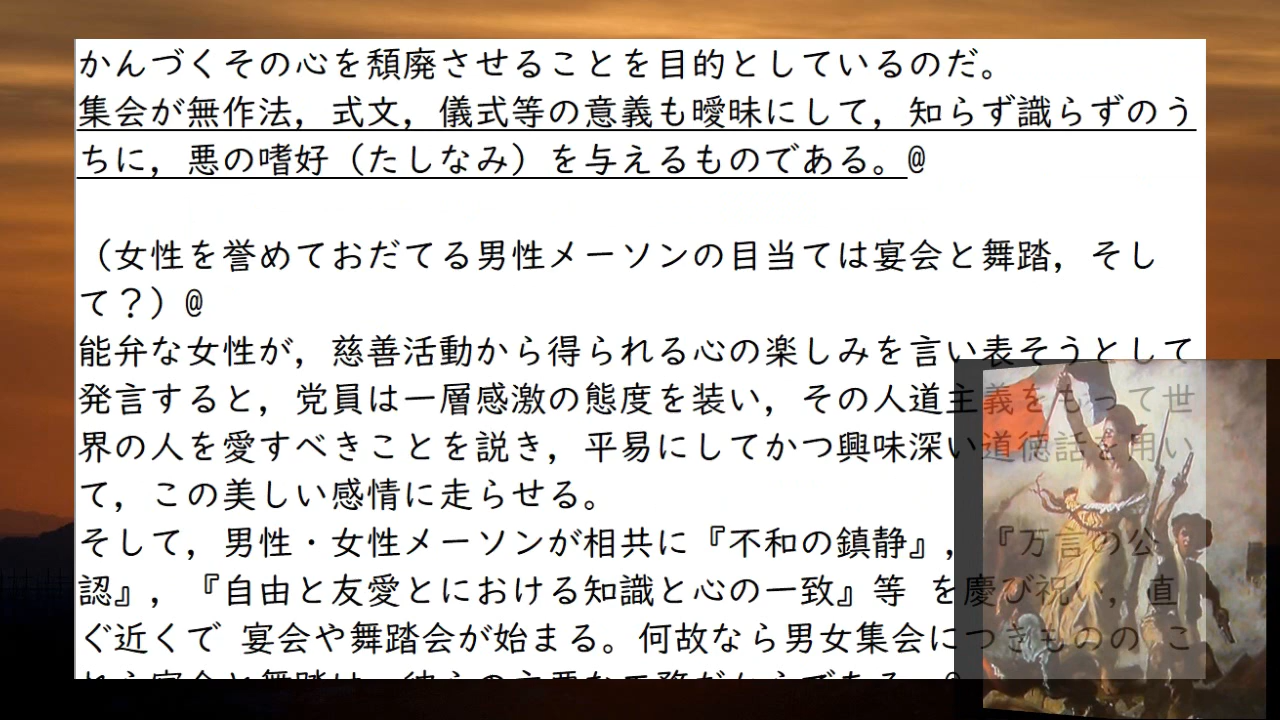 かんづくその心を頽廃させることを目的としているのだ。
集会が無作法，式文，儀式等の意義も曖昧にして，知らず識らずのう
ちに，悪の嗜好（たしなみ）を与えるものである。@
（女性を誉めておだてる男性メーソンの目当ては宴会と舞踏，そし
て？）@
能弁な女性が，慈善活動から得られる心の楽しみを言い表そうとして
発言すると，党員は一層感激の態度を装い，その人道主義をもって世
界の人を愛すべきことを説き，平易にしてかつ興味深い道徳話を用い
て，この美しい感情に走らせる。
そして，男性・女性メーソンが相共に『不和の鎮静』，『万言の公
認』，『自由と友愛とにおける知識と心の一致』等 を慶び祝い，直
ぐ近くで 宴会や舞踏会が始まる。何故なら男女集会につきものの こ
れら宴会と舞踏は，彼らの主要な